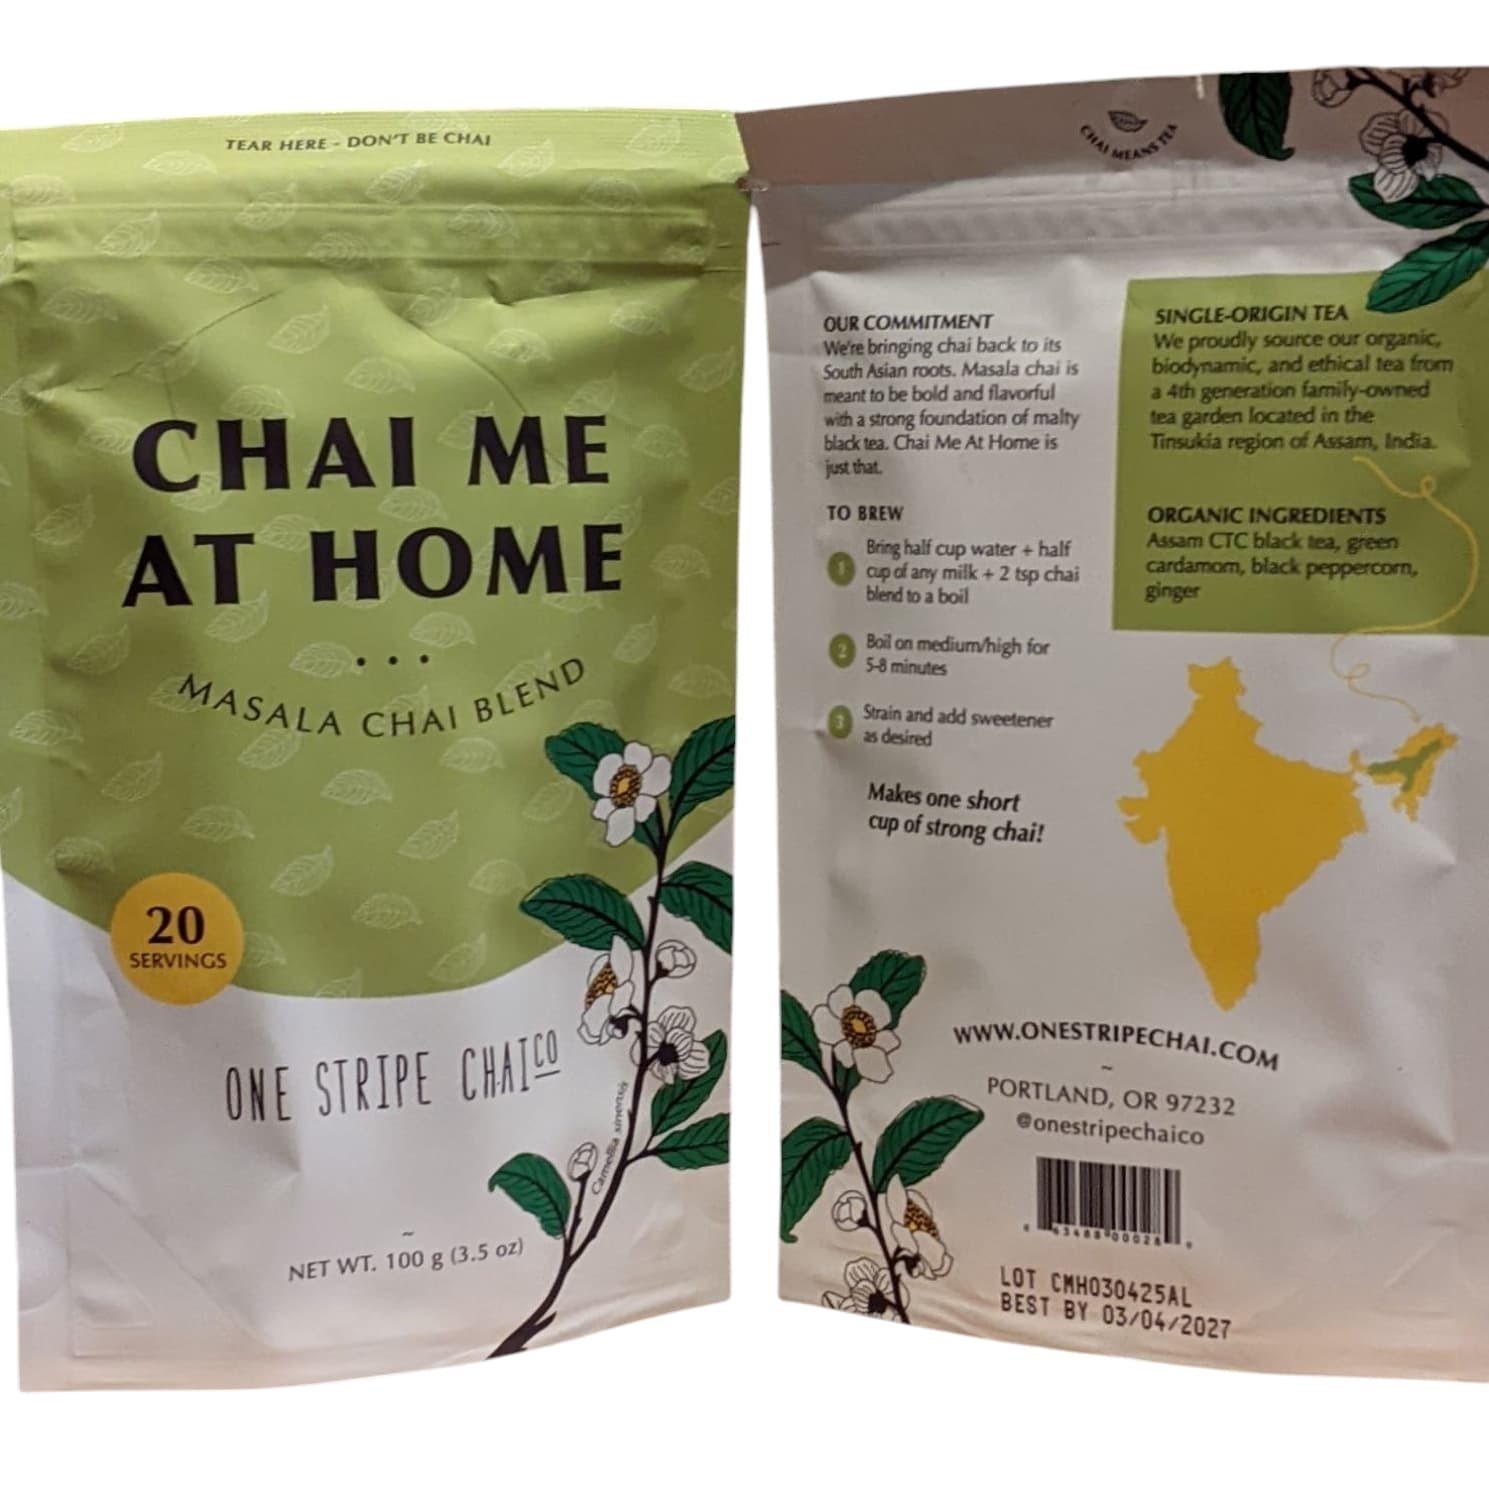 TEAR HERE - DON'T BE CHAI
CHAI ME
AT HOME
MASALA CHAI BLEND
20
SERVINGS
ONE STRIPE CHAI CO
Camellia sinensis
NET WT. 100 g (3.5 oz)
CHAI MEANS TEA
OUR COMMITMENT
We're bringing chai back to its
South Asian roots. Masala chai is
meant to be bold and flavorful
with a strong foundation of malty
black tea. Chai Me At Home is
just that.
TO BREW
1 Bring half cup water + half
cup of any milk + 2 tsp chai
blend to a boil
2 Boil on medium/high for
5-8 minutes
3 Strain and add sweetener
as desired
Makes one short
cup of strong chai!
SINGLE-ORIGIN TEA
We proudly source our organic,
biodynamic, and ethical tea from
a 4th generation family-owned
tea garden located in the
Tinsukia region of Assam, India.
ORGANIC INGREDIENTS
Assam CTC black tea, green
cardamom, black peppercorn,
ginger
WWW.ONESTRIPECHAI.COM
~
PORTLAND, OR 97232
@onestripechaico
LOT CMH030425AL
BEST BY 03/04/2027